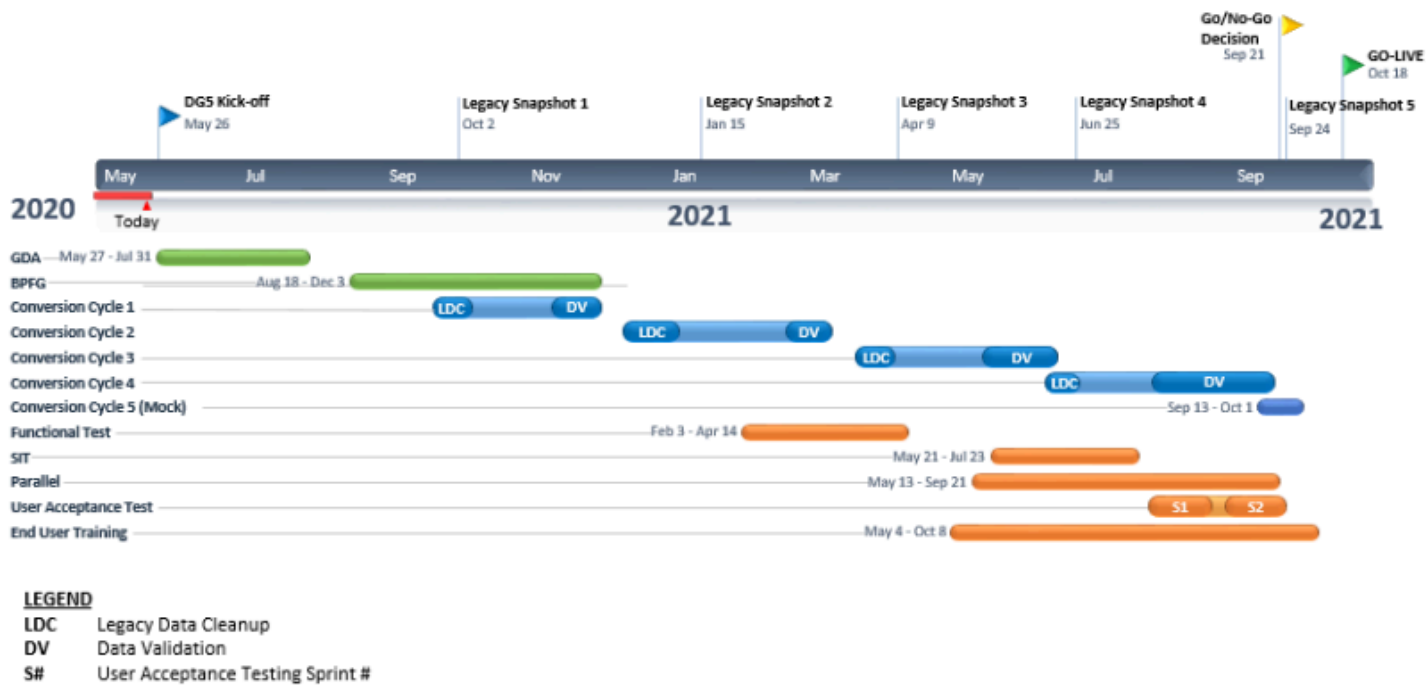 Go/No-Go
Decision
Sep 21
GO-LIVE
Oct 18
DG5 Kick-off
May 26
Legacy Snapshot 1
Oct 2
Legacy Snapshot 2
Jan 15
Legacy Snapshot 3
Apr 9
Legacy Snapshot 4
Jun 25
Legacy Snapshot 5
Sep 24
May Jul Sep Nov Jan Mar May Jul Sep
2020 Today 2021 2021
GDA May 27 - Jul 31
BPFG Aug 18 - Dec 3
Conversion Cycle 1 LDC DV
Conversion Cycle 2 LDC DV
Conversion Cycle 3 LDC DV
Conversion Cycle 4 LDC DV
Conversion Cycle 5 (Mock) Sep 13 - Oct 1
Functional Test Feb 3 - Apr 14
SIT May 21 - Jul 23
Parallel May 13 - Sep 21
User Acceptance Test S1 S2
End User Training May 4 - Oct 8
LEGEND
LDC Legacy Data Cleanup
DV Data Validation
S# User Acceptance Testing Sprint #